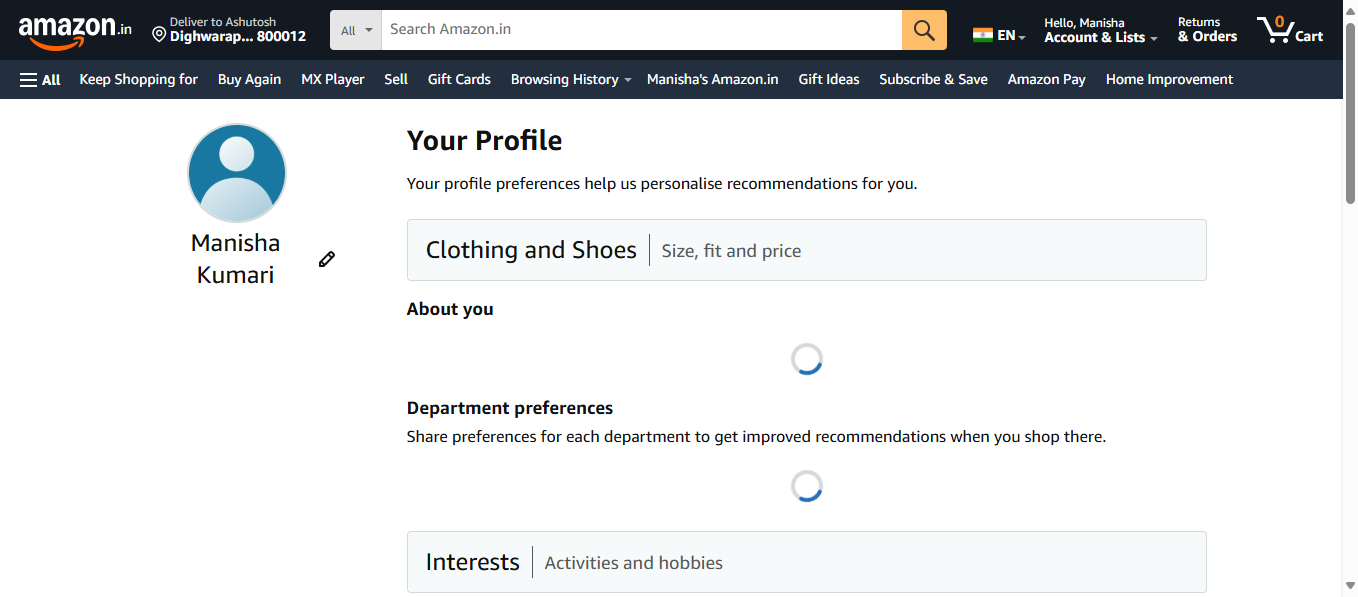 amazon.in
Deliver to Ashutosh
Dighwarap... 800012
All
Search Amazon.in
EN
Hello, Manisha
Account & Lists
Returns
& Orders
0
Cart
All Keep Shopping for Buy Again MX Player Sell Gift Cards Browsing History Manisha's Amazon.in Gift Ideas Subscribe & Save Amazon Pay Home Improvement
Manisha
Kumari
Your Profile
Your profile preferences help us personalise recommendations for you.
Clothing and Shoes Size, fit and price
About you
Department preferences
Share preferences for each department to get improved recommendations when you shop there.
Interests Activities and hobbies